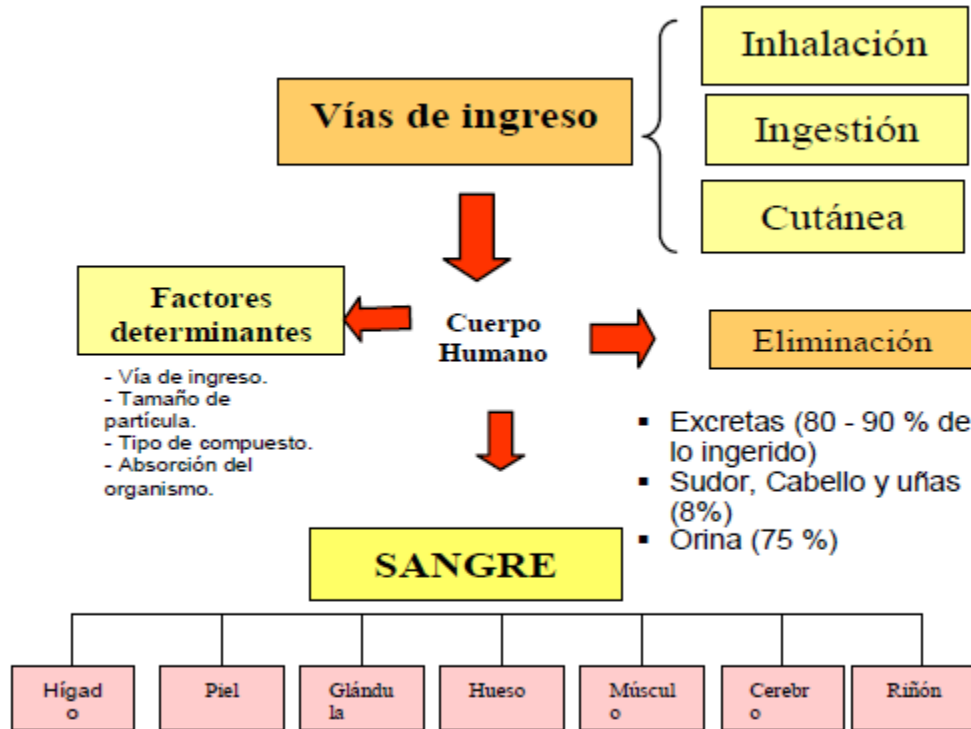 Inhalación
Vías de ingreso
Ingestión
Cutánea
Factores
determinantes
- Vía de ingreso.
- Tamaño de
partícula.
- Tipo de compuesto.
- Absorción del
organismo.
Cuerpo
Humano
Eliminación
▪ Excretas (80 - 90 % de
lo ingerido)
▪ Sudor, Cabello y uñas
(8%)
▪ Orina (75 %)
SANGRE
Hígad
o
Piel
Glándu
la
Hueso
Múscul
o
Cerebr
o
Riñón